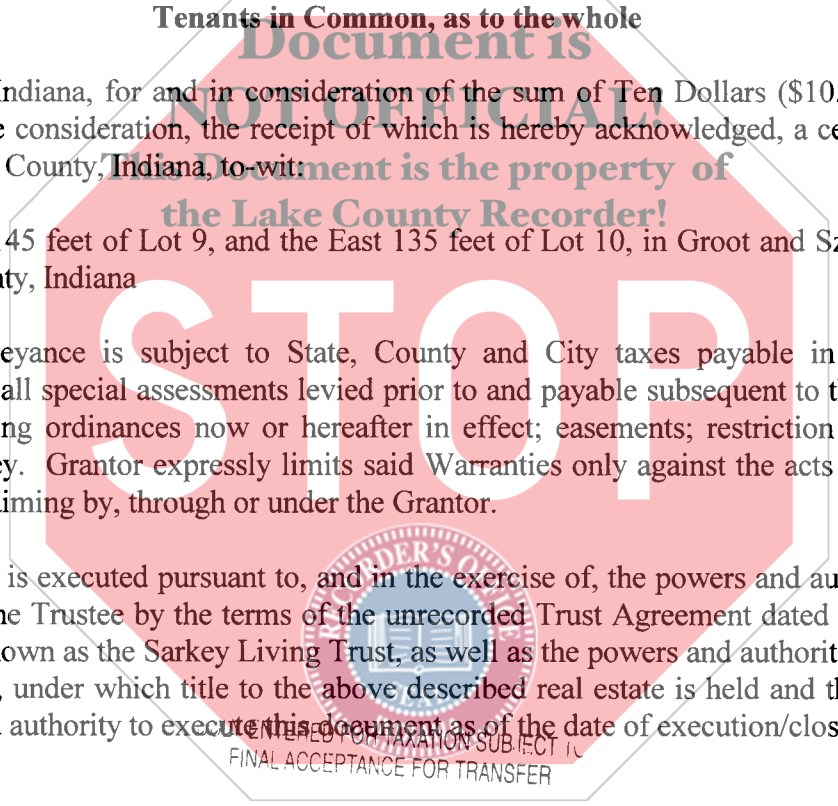 Tenants in Common, as to the whole
Document is
Indiana, for and in consideration of the sum of Ten Dollars ($10.
NOT OFFICIAL!
e consideration, the receipt of which is hereby acknowledged, a ce
County, Indiana, to-wit:
This Document is the property of
the Lake County Recorder!
45 feet of Lot 9, and the East 135 feet of Lot 10, in Groot and Sz
nty, Indiana
STOP
eyance is subject to State, County and City taxes payable in
all special assessments levied prior to and payable subsequent to t
ng ordinances now or hereafter in effect; easements; restriction
ey. Grantor expressly limits said Warranties only against the acts
iming by, through or under the Grantor.
RECORDER'S OFFICE
is executed pursuant to, and in the exercise of, the powers and au
ne Trustee by the terms of the unrecorded Trust Agreement dated
own as the Sarkey Living Trust, as well as the powers and authorit
, under which title to the above described real estate is held and th
authority to execute this document as of the date of execution/clos
ENTERED FOR TAXATION SUBJECT
FINAL ACCEPTANCE FOR TRANSFER